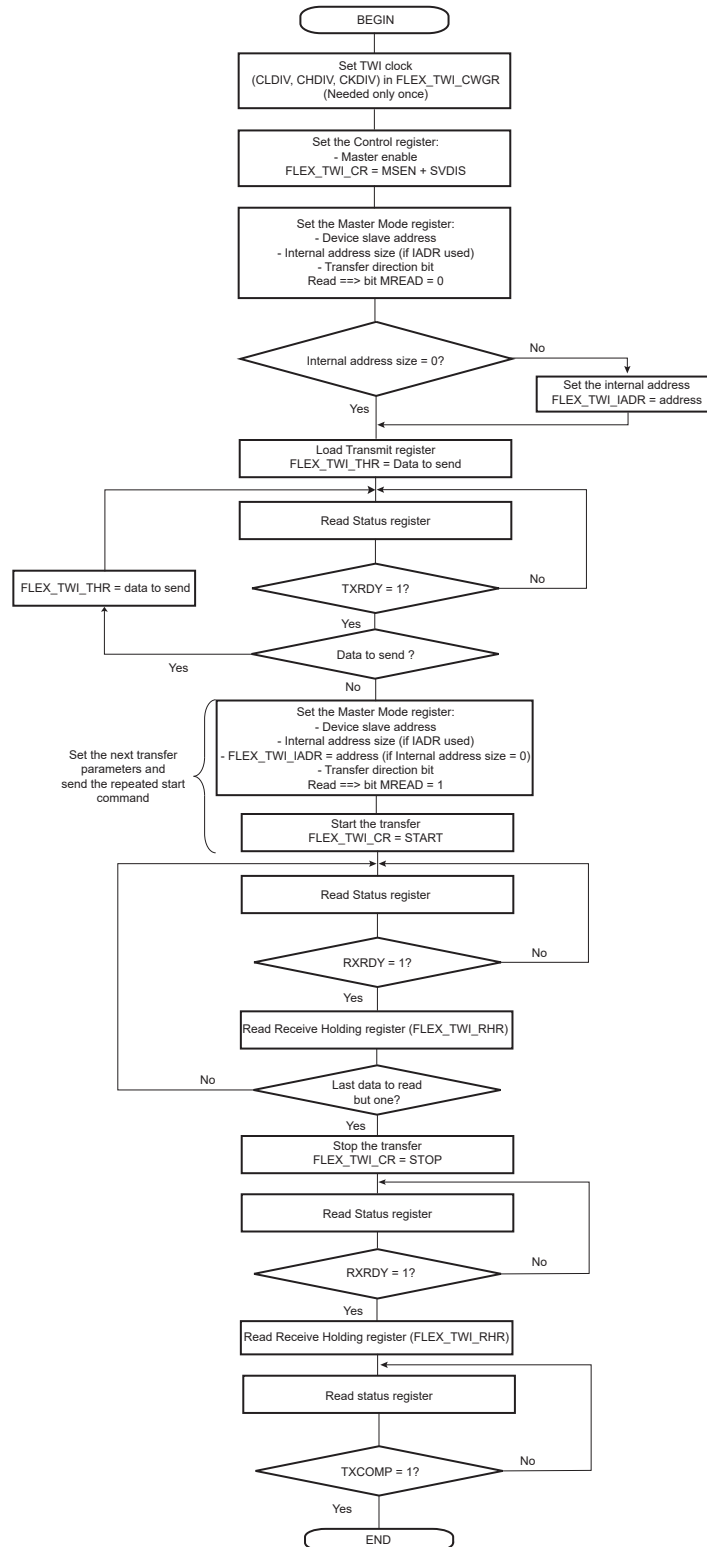 BEGIN
Set TWI clock
(CLDIV, CHDIV, CKDIV) in FLEX_TWI_CWGR
(Needed only once)
Set the Control register:
- Master enable
FLEX_TWI_CR = MSEN + SVDIS
Set the Master Mode register:
- Device slave address
- Internal address size (if IADR used)
- Transfer direction bit
Read ==> bit MREAD = 0
Internal address size = 0?
No
Set the internal address
FLEX_TWI_IADR = address
Yes
Load Transmit register
FLEX_TWI_THR = Data to send
Read Status register
FLEX_TWI_THR = data to send
TXRDY = 1?
No
Yes
Data to send ?
Yes
No
Set the next transfer
parameters and
send the repeated start
command
Set the Master Mode register:
- Device slave address
- Internal address size (if IADR used)
- FLEX_TWI_IADR = address (if Internal address size = 0)
- Transfer direction bit
Read ==> bit MREAD = 1
Start the transfer
FLEX_TWI_CR = START
Read Status register
RXRDY = 1?
No
Yes
Read Receive Holding register (FLEX_TWI_RHR)
No
Last data to read
but one?
Yes
Stop the transfer
FLEX_TWI_CR = STOP
Read Status register
RXRDY = 1?
No
Yes
Read Receive Holding register (FLEX_TWI_RHR)
Read status register
TXCOMP = 1?
No
Yes
END